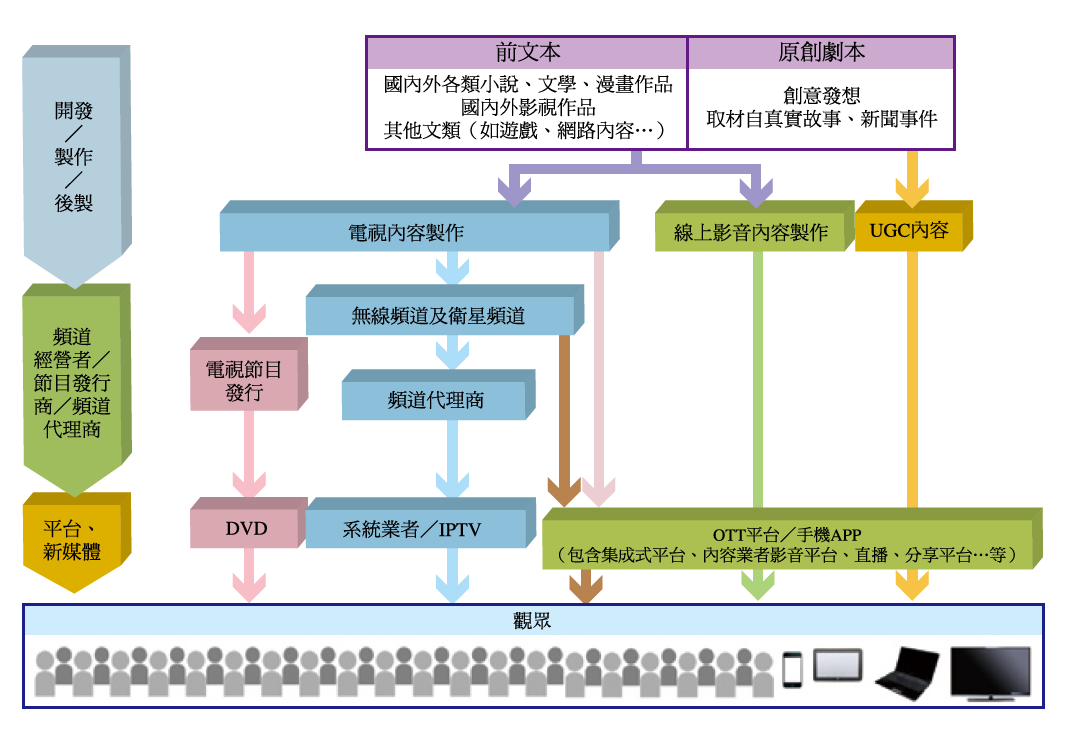 前文本
原創劇本
國內外各類小說、文學、漫畫作品
國內外影視作品
其他文類（如遊戲、網路內容…）
創意發想
取材自真實故事、新聞事件
開發
／
製作
／
後製
電視內容製作
線上影音內容製作
UGC內容
無線頻道及衛星頻道
頻道
經營者／
節目發行
商／頻道
代理商
電視節目
發行
頻道代理商
平台、
新媒體
DVD
系統業者／IPTV
OTT平台／手機APP
（包含集成式平台、內容業者影音平台、直播、分享平台…等）
觀眾